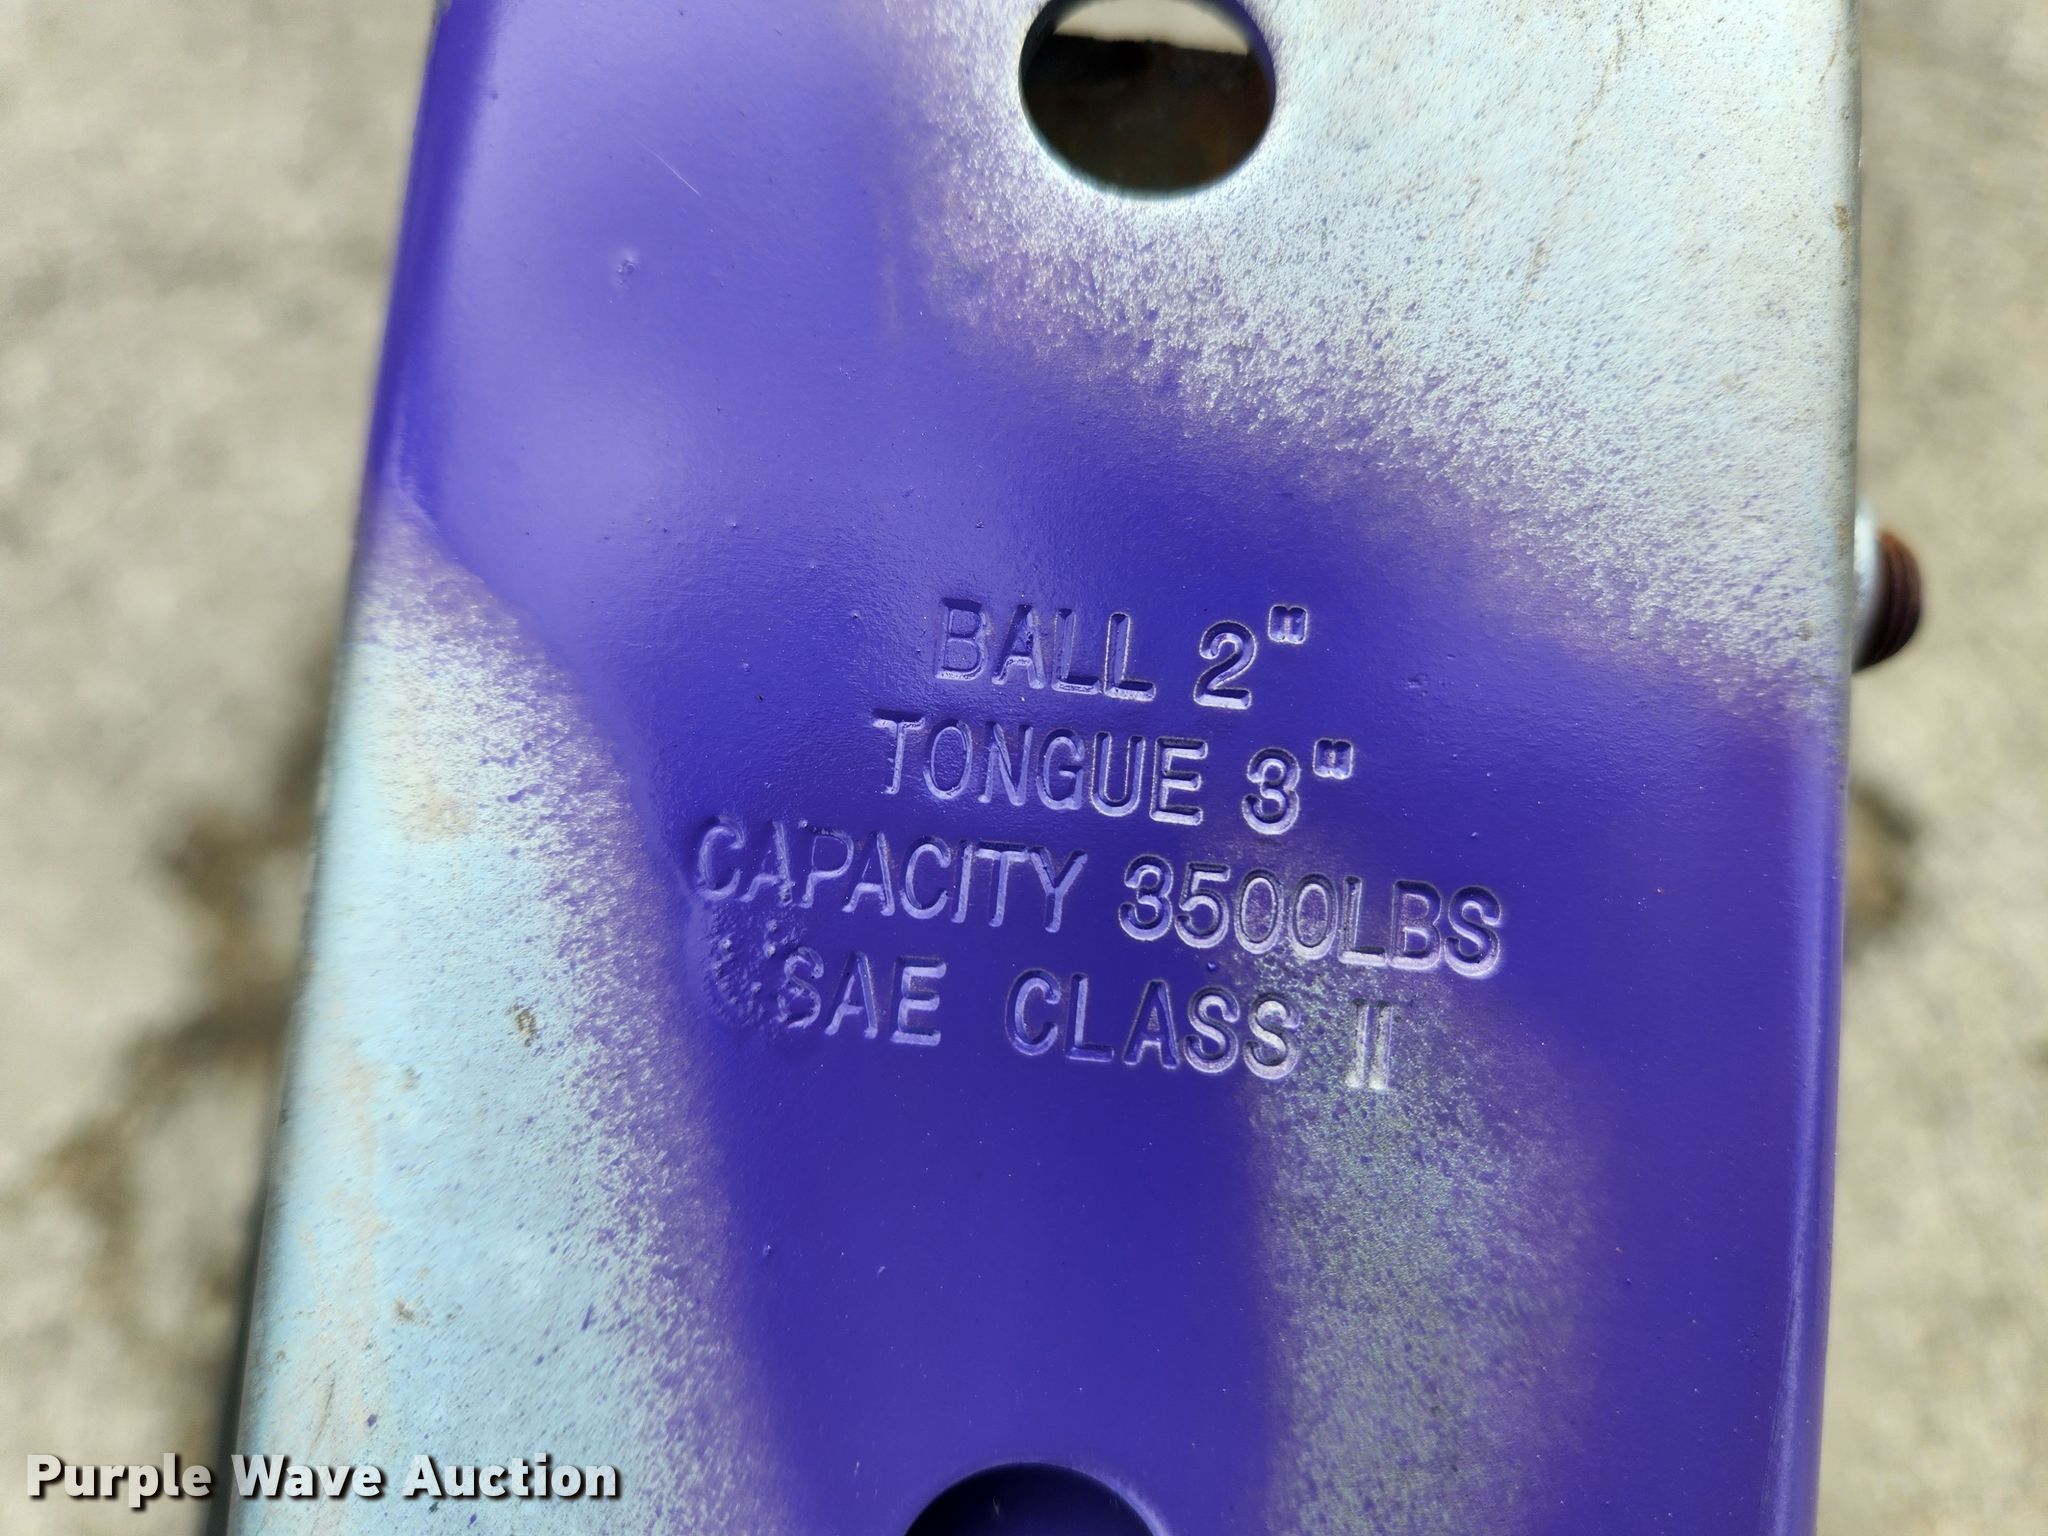 BALL 2"
TONGUE 3"
CAPACITY 3500LBS
SAE CLASS II
Purple Wave Auction